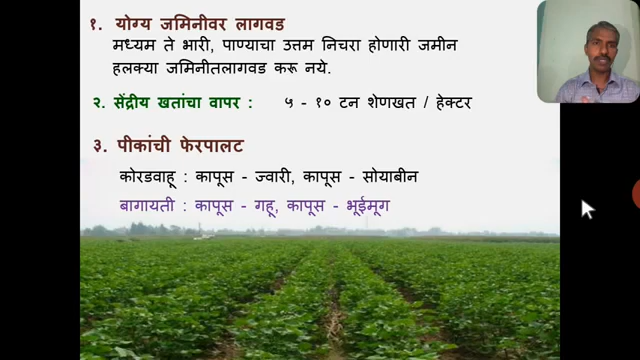 १. योग्य जमिनीवर लागवड
मध्यम ते भारी, पाण्याचा उत्तम निचरा होणारी जमीन
हलक्या जमिनीतलागवड करू नये.
२. सेंद्रीय खतांचा वापर : ५ - १० टन शेणखत / हेक्टर
३. पीकांची फेरपालट
कोरडवाहू : कापूस - ज्वारी, कापूस - सोयाबीन
बागायती : कापूस - गहू, कापूस - भूईमूग